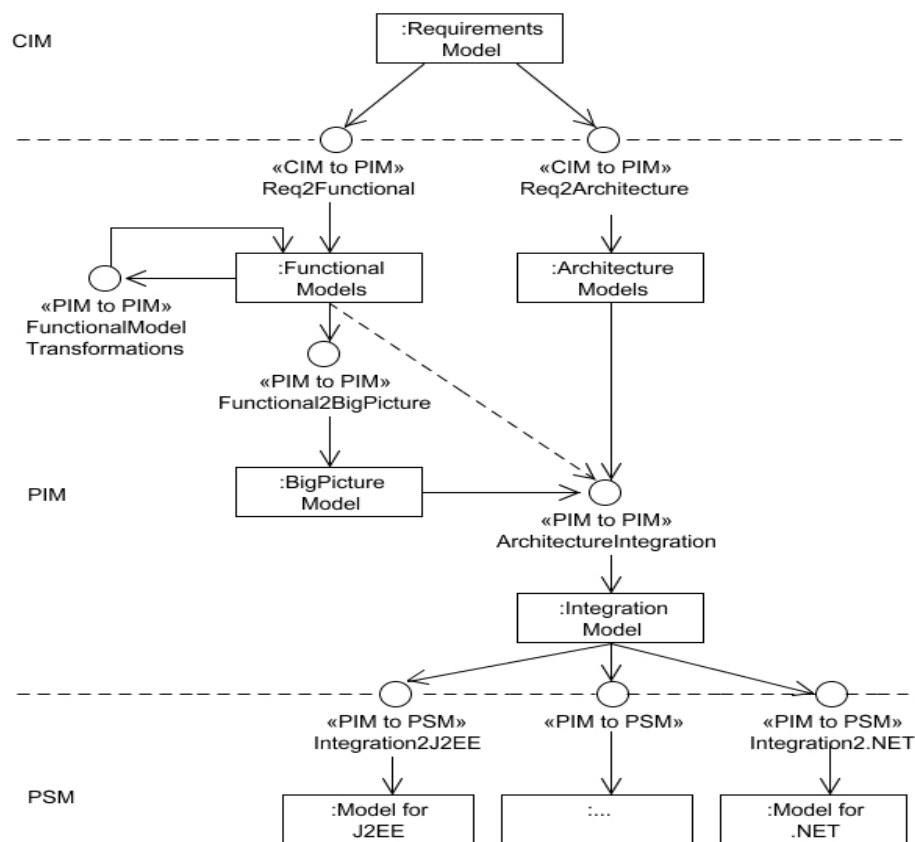 CIM
:Requirements
Model
«CIM to PIM»
Req2Functional
«CIM to PIM»
Req2Architecture
:Functional
Models
:Architecture
Models
«PIM to PIM»
FunctionalModel
Transformations
«PIM to PIM»
Functional2BigPicture
PIM
:BigPicture
Model
«PIM to PIM»
ArchitectureIntegration
:Integration
Model
«PIM to PSM»
Integration2J2EE
«PIM to PSM»
«PIM to PSM»
Integration2.NET
PSM
:Model for
J2EE
:...
:Model for
.NET